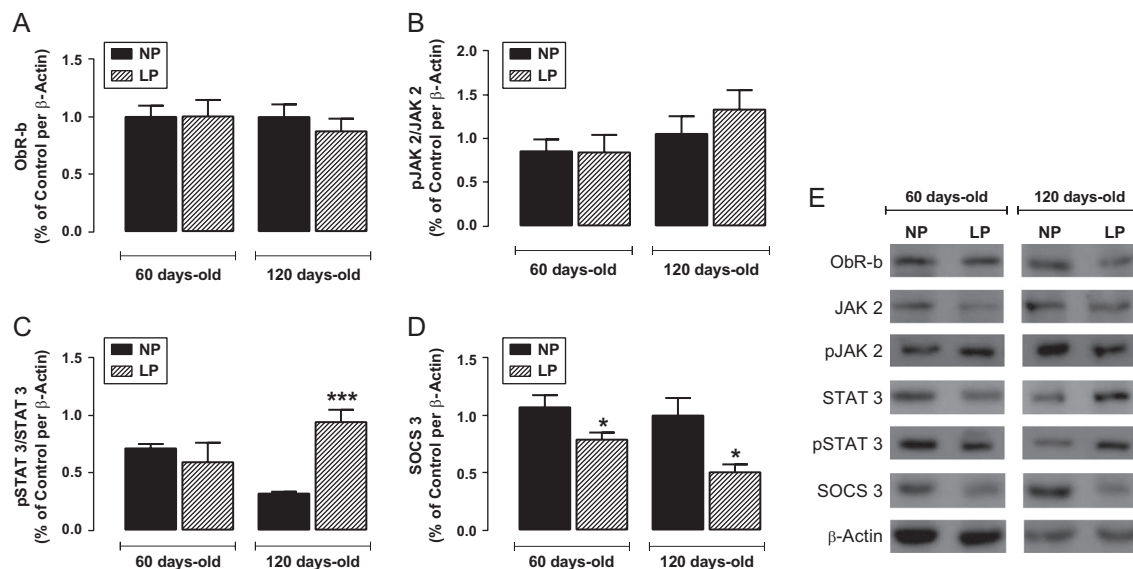 A
NP
LP
ObR-b
(% of Control per β-Actin)
1.5
1.0
0.5
0.0
60 days-old
120 days-old
B
NP
LP
pJAK 2/JAK 2
(% of Control per β-Actin)
2.0
1.5
1.0
0.5
0.0
60 days-old
120 days-old
C
NP
LP
pSTAT 3/STAT 3
(% of Control per β-Actin)
1.5
1.0
0.5
0.0
***
60 days-old
120 days-old
D
NP
LP
SOCS 3
(% of Control per β-Actin)
1.5
1.0
0.5
0.0
*
*
60 days-old
120 days-old
E
60 days-old 120 days-old
NP LP NP LP
ObR-b
JAK 2
pJAK 2
STAT 3
pSTAT 3
SOCS 3
β-Actin